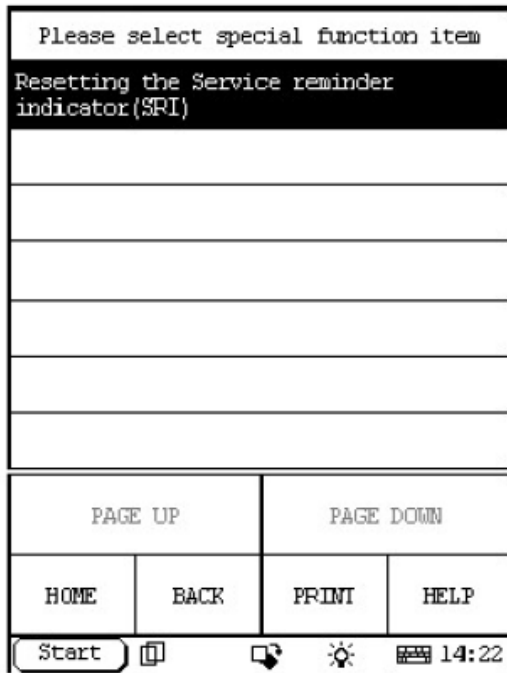 Please select special function item
Resetting the Service reminder
indicator(SRI)
PAGE UP
PAGE DOWN
HOME
BACK
PRINT
HELP
Start
14:22